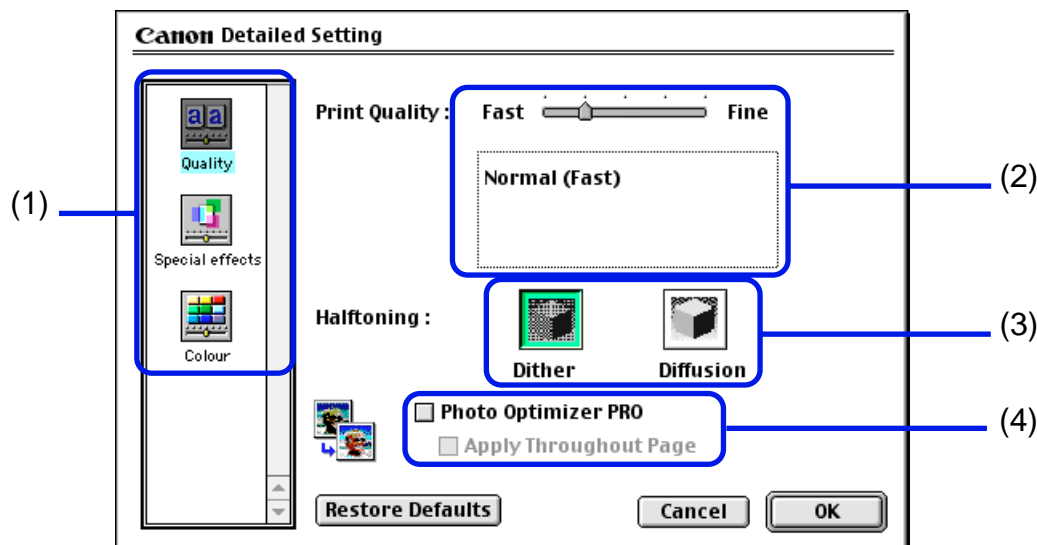 Canon Detailed Setting
(1)
Quality
Special effects
Colour
Print Quality :
Fast
Fine
Normal (Fast)
(2)
Halftoning :
Dither
Diffusion
(3)
Photo Optimizer PRO
Apply Throughout Page
(4)
Restore Defaults
Cancel
OK